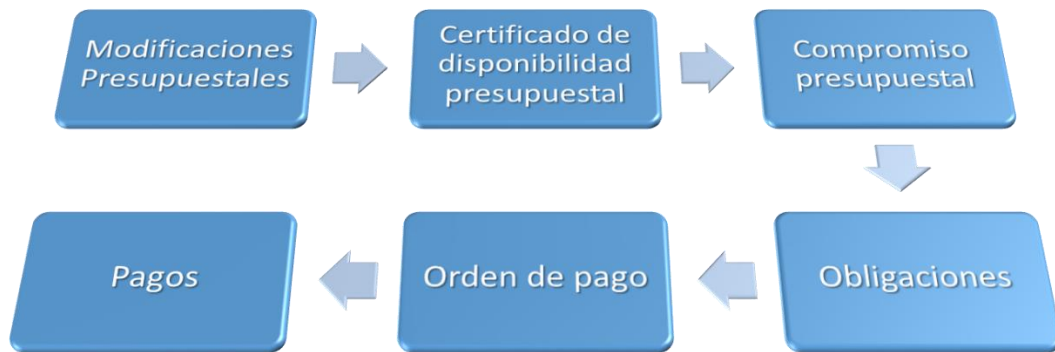 Modificaciones
Presupuestales
Certificado de
disponibilidad
presupuestal
Compromiso
presupuestal
Obligaciones
Orden de pago
Pagos